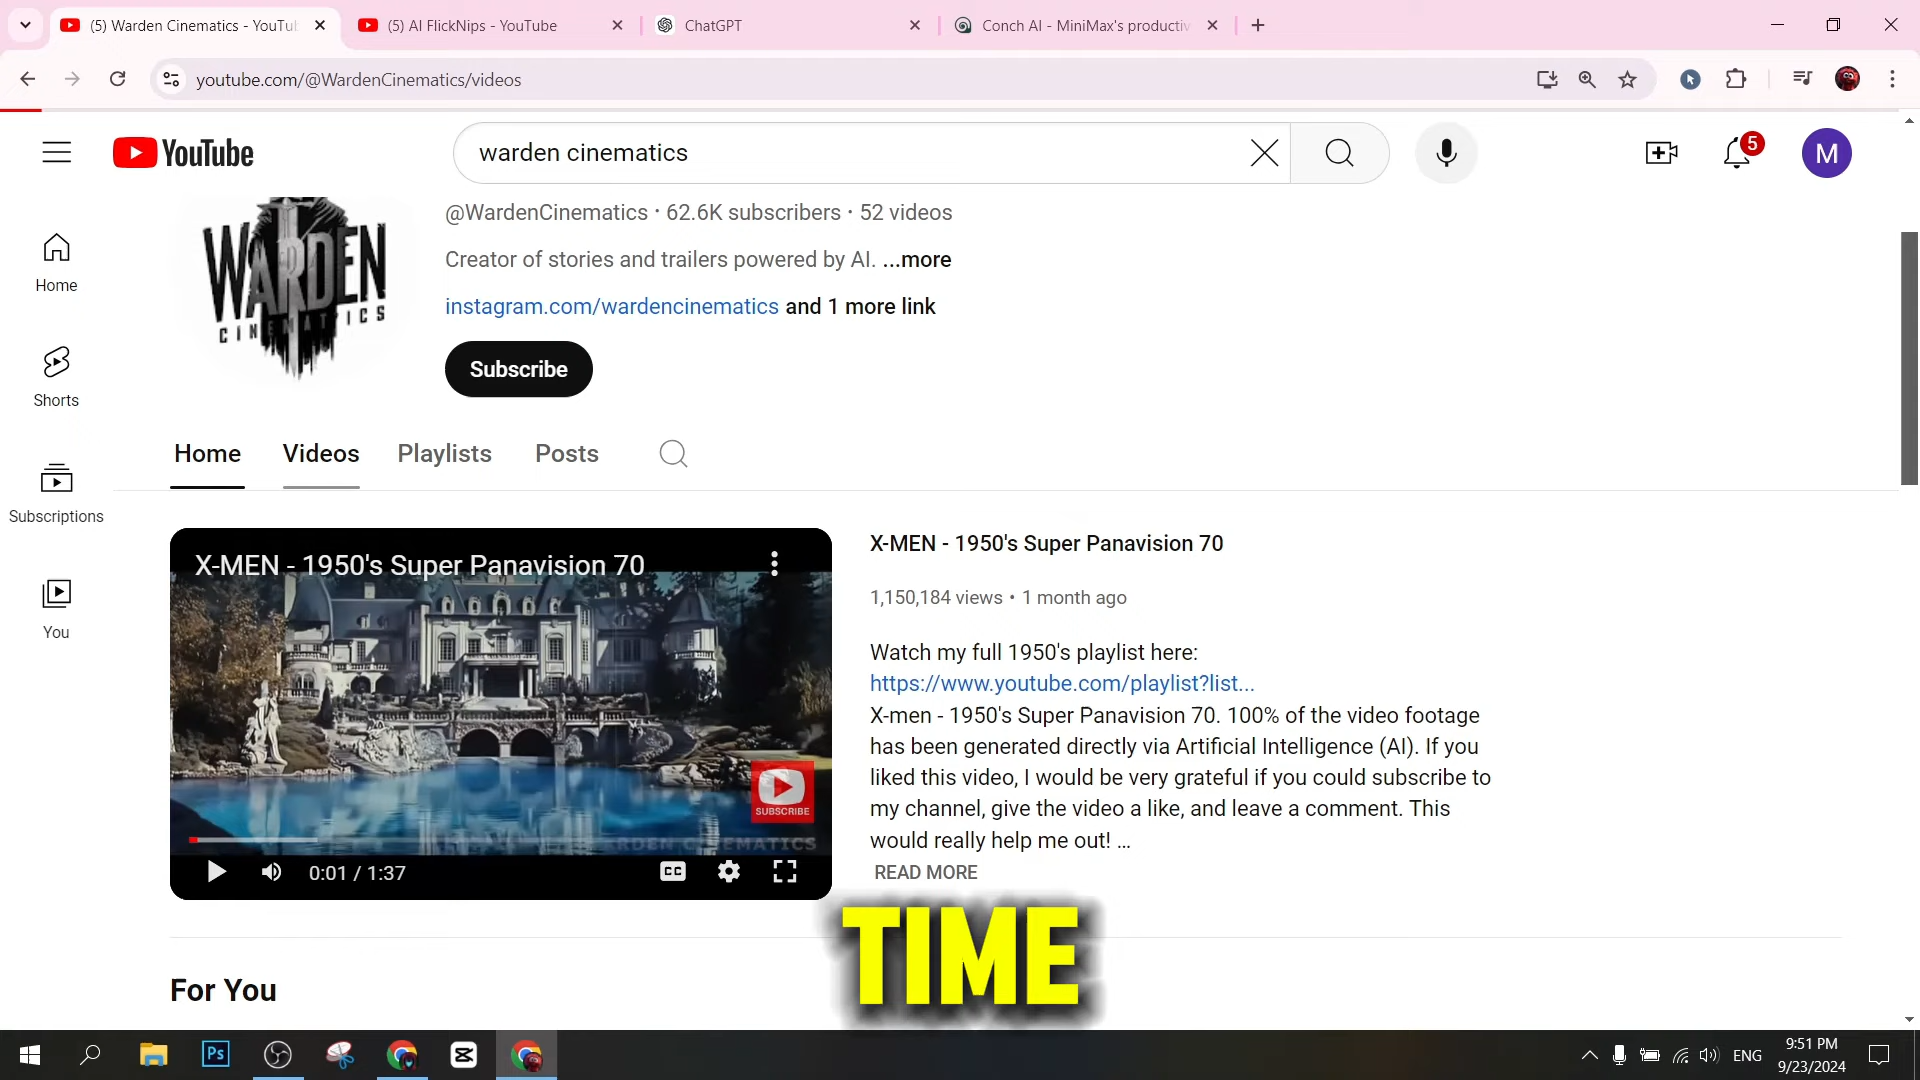 (5) Warden Cinematics - YouTub
(5) AI FlickNips - YouTube
ChatGPT
Conch AI - MiniMax's productiv
youtube.com/@WardenCinematics/videos
YouTube
warden cinematics
5
M
@WardenCinematics · 62.6K subscribers · 52 videos
WARDEN
CINEMATICS
Creator of stories and trailers powered by AI. ...more
instagram.com/wardencinematics and 1 more link
Subscribe
Home
Shorts
Subscriptions
You
Home Videos Playlists Posts
X-MEN - 1950's Super Panavision 70
SUBSCRIBE
WARDEN CINEMATICS
0:01 / 1:37
CC
X-MEN - 1950's Super Panavision 70
1,150,184 views • 1 month ago
Watch my full 1950's playlist here:
https://www.youtube.com/playlist?list...
X-men - 1950's Super Panavision 70. 100% of the video footage
has been generated directly via Artificial Intelligence (AI). If you
liked this video, I would be very grateful if you could subscribe to
my channel, give the video a like, and leave a comment. This
would really help me out! ...
READ MORE
TIME
For You
Ps
ENG
9:51 PM
9/23/2024